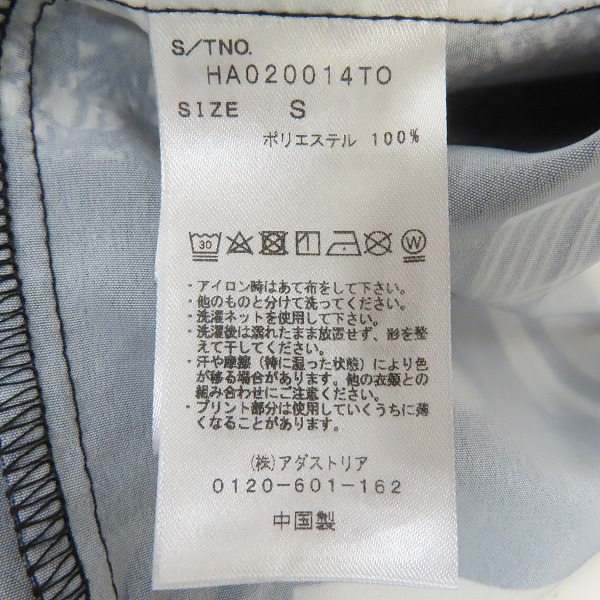 S/TNO.
HA020014TO
SIZE S
ポリエステル 100%
30 W
・アイロン時はあて布をして下さい。
・他のものと分けて洗ってください。
・洗濯ネットを使用して下さい。
・洗濯後は濡れたまま放置せず、形を整
えて干してください。
・汗や摩擦（特に湿った状態）により色
が移る場合があります。他の衣類との
組み合わせにご注意ください。
・プリント部分は使用していくうちに薄
くなることがあります。
(株)アダストリア
0120-601-162
中国製